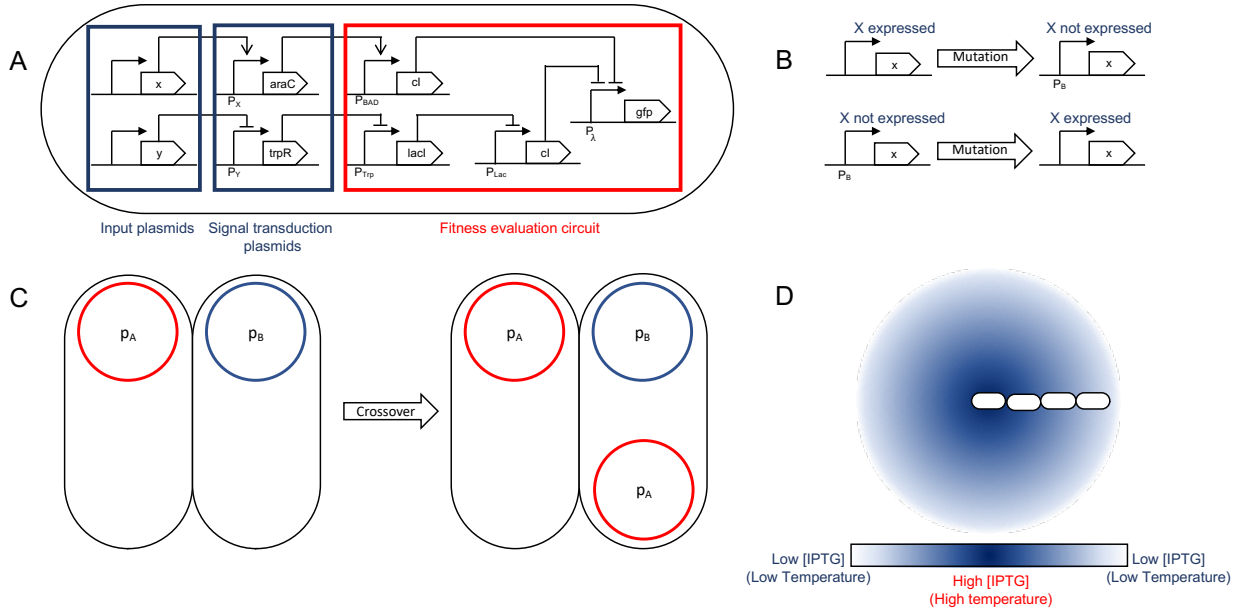 A
x
araC
cI
gfp
P_X
P_BAD
P_λ
y
trpR
lacI
cI
P_Y
P_Trp
P_Lac
Input plasmids
Signal transduction
plasmids
Fitness evaluation circuit
B
X expressed
X not expressed
x
Mutation
x
P_B
X not expressed
X expressed
x
Mutation
x
P_B
C
p_A
p_B
Crossover
p_A
p_B
p_A
D
Low [IPTG]
(Low Temperature)
High [IPTG]
(High temperature)
Low [IPTG]
(Low Temperature)